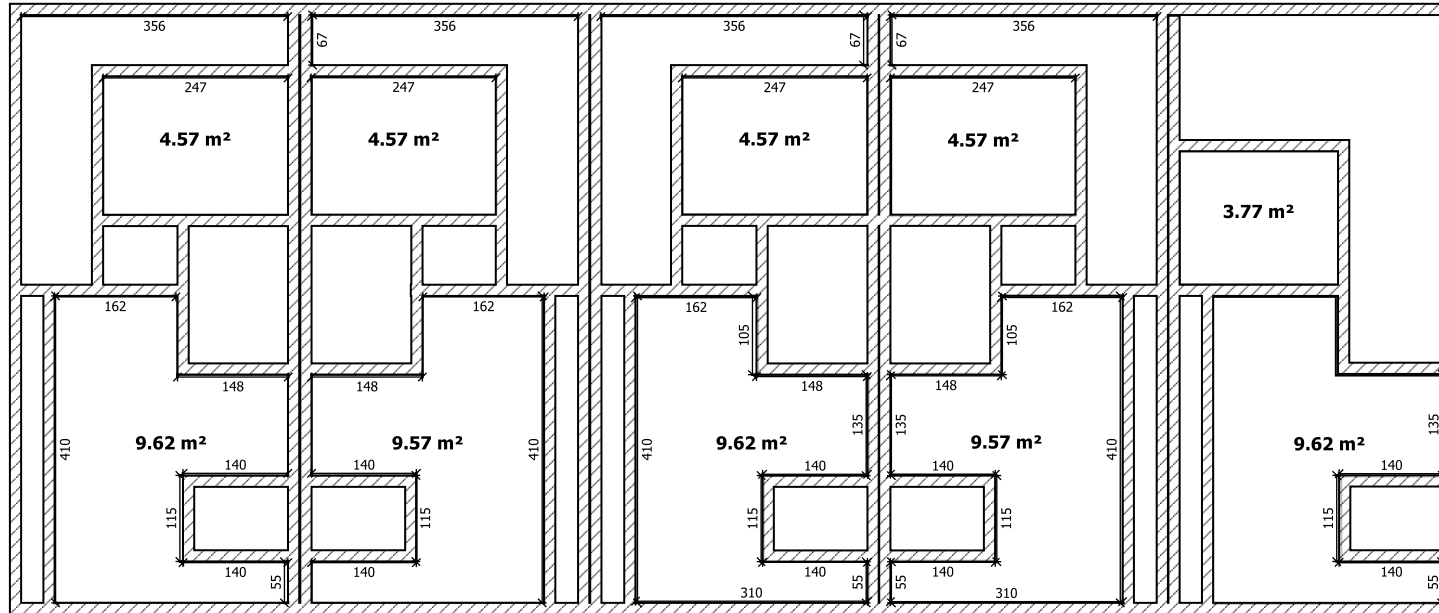 356 356 356 356
67 67 67
247 247 247 247
4.57 m² 4.57 m² 4.57 m² 4.57 m²
3.77 m²
162 162 162 162
105 105
148 148 148 148
135 135 135
9.62 m² 9.57 m² 9.62 m² 9.57 m² 9.62 m²
410 410 410 410
140 140 140 140 140
115 115 115 115 115
140 140 140 140 140
55 55 55 55
310 310